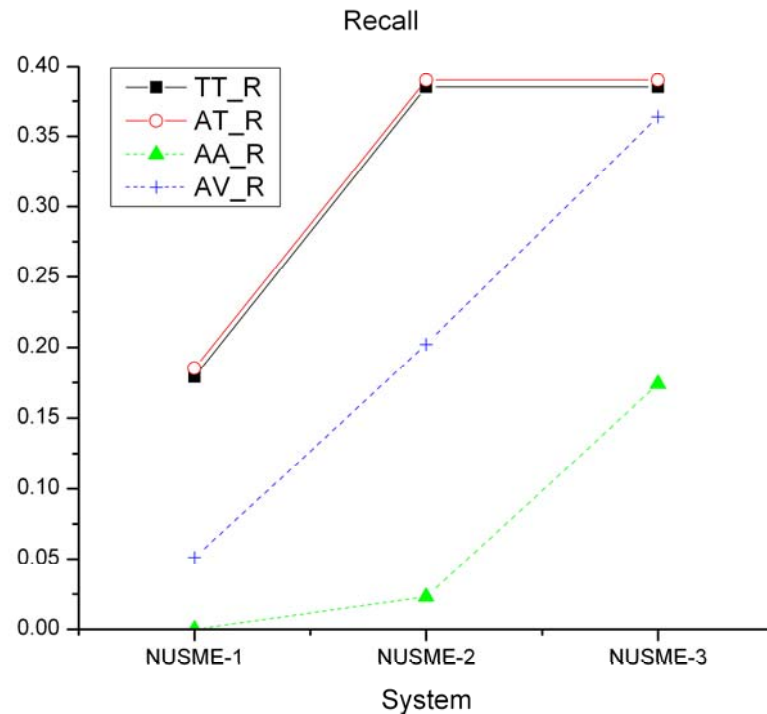 Recall
0.40
0.35
0.30
0.25
0.20
0.15
0.10
0.05
0.00
TT_R
AT_R
AA_R
AV_R
NUSME-1 NUSME-2 NUSME-3
System